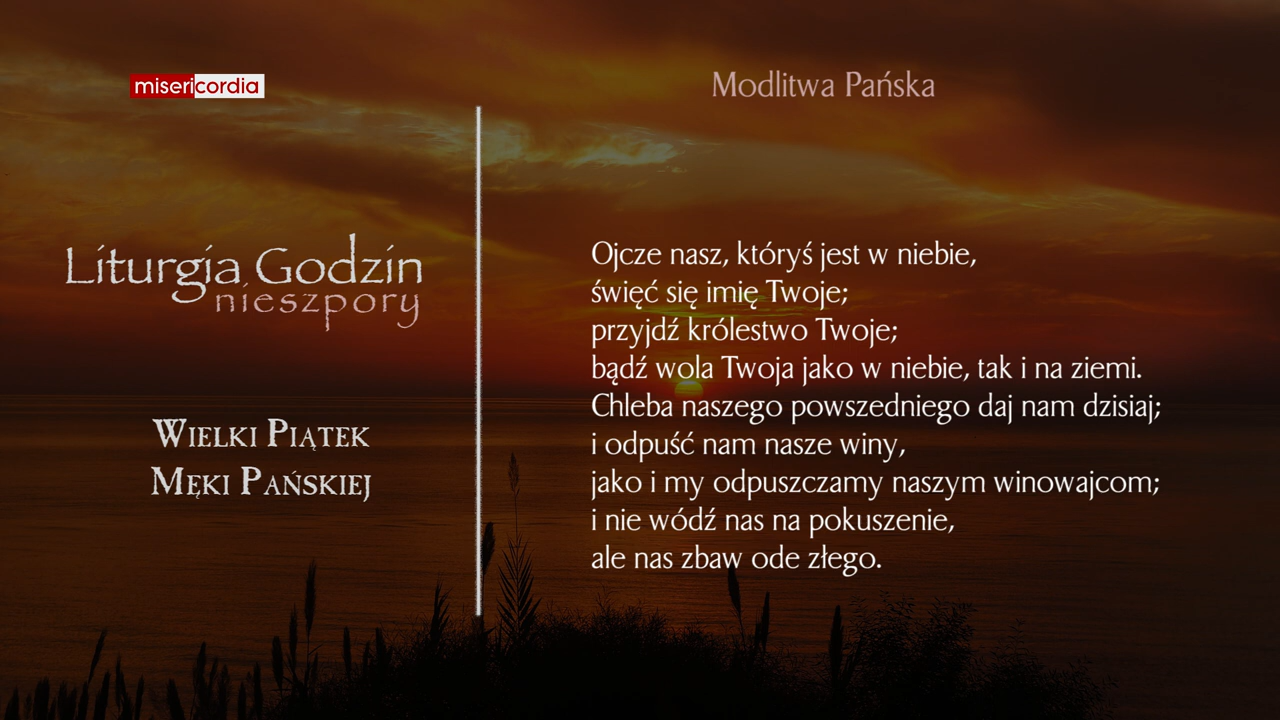 misericordia
Liturgia Godzin
nieszpory
Wielki Piątek
Męki Pańskiej
Modlitwa Pańska
Ojcze nasz, któryś jest w niebie,
święć się imię Twoje;
przyjdź królestwo Twoje;
bądź wola Twoja jako w niebie, tak i na ziemi.
Chleba naszego powszedniego daj nam dzisiaj;
i odpuść nam nasze winy,
jako i my odpuszczamy naszym winowajcom;
i nie wódź nas na pokuszenie,
ale nas zbaw ode złego.